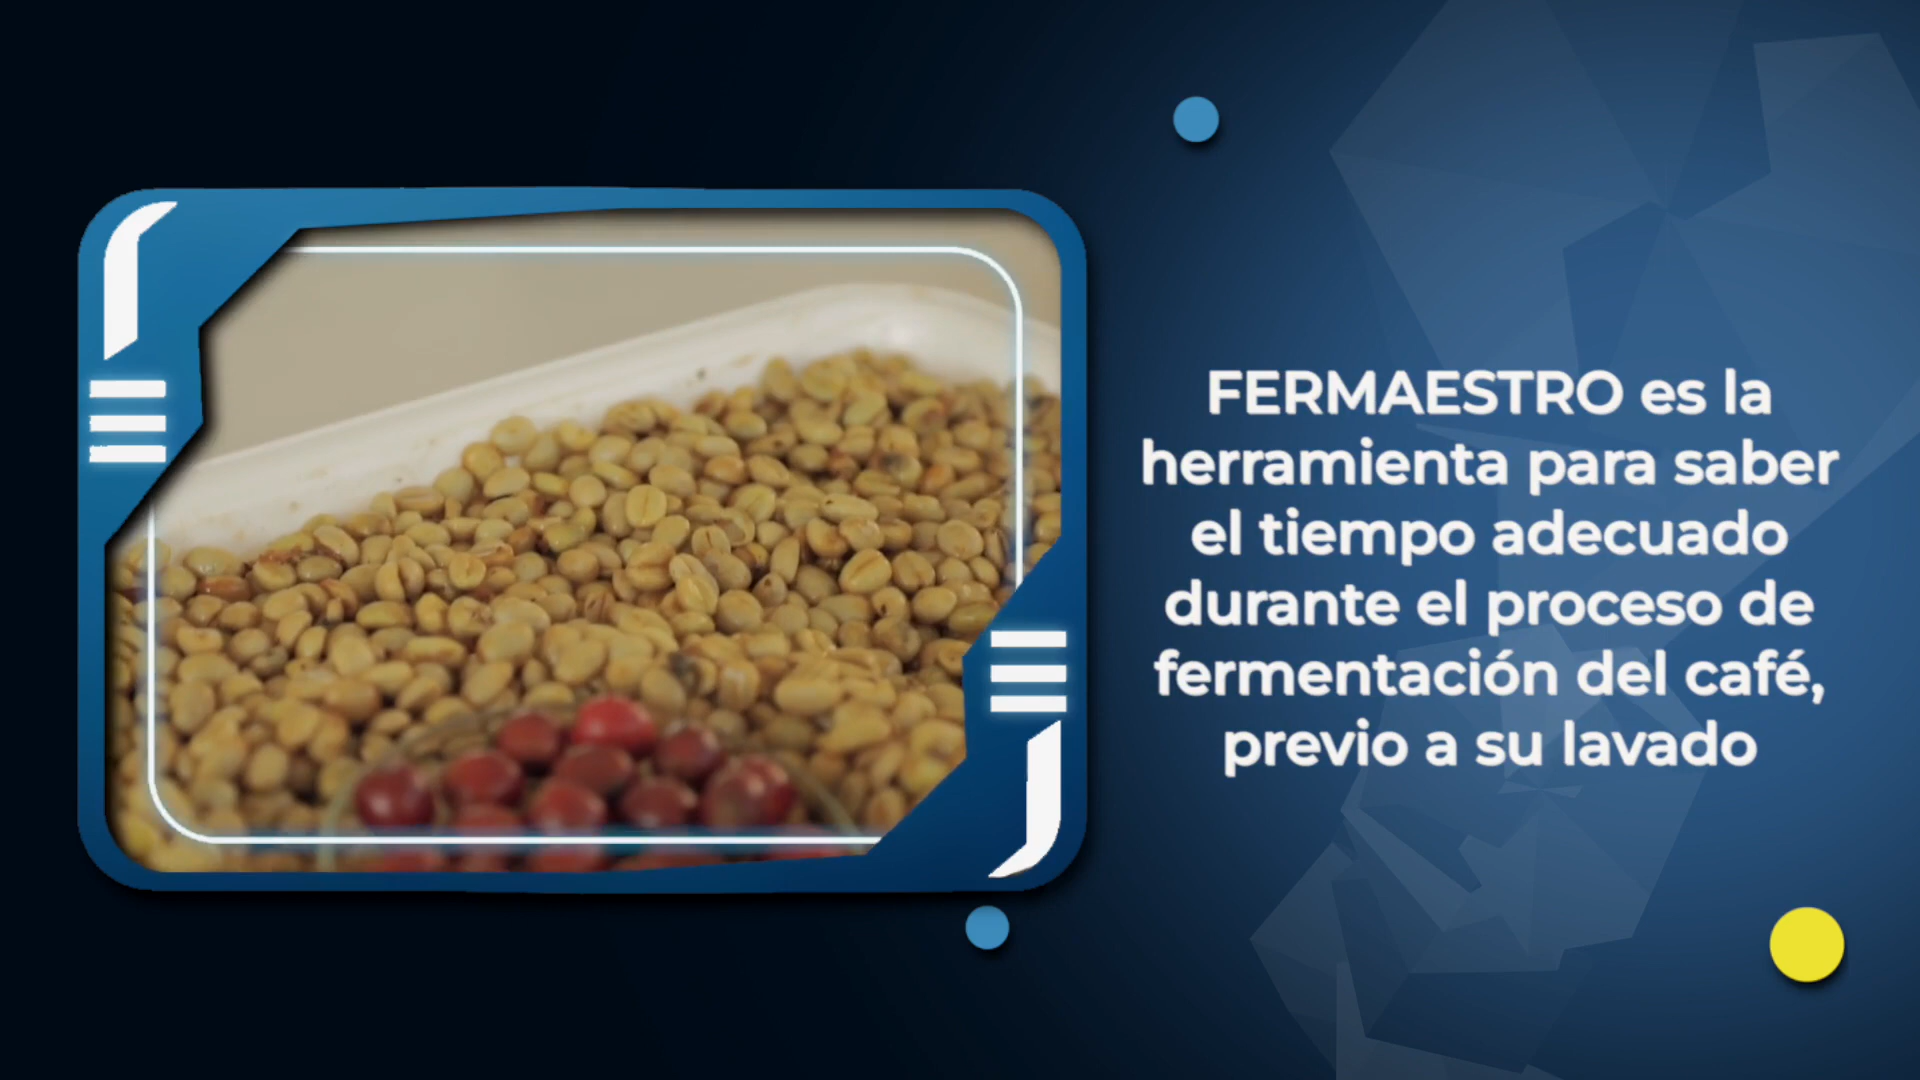 FERMAESTRO es la
herramienta para saber
el tiempo adecuado
durante el proceso de
fermentación del café,
previo a su lavado